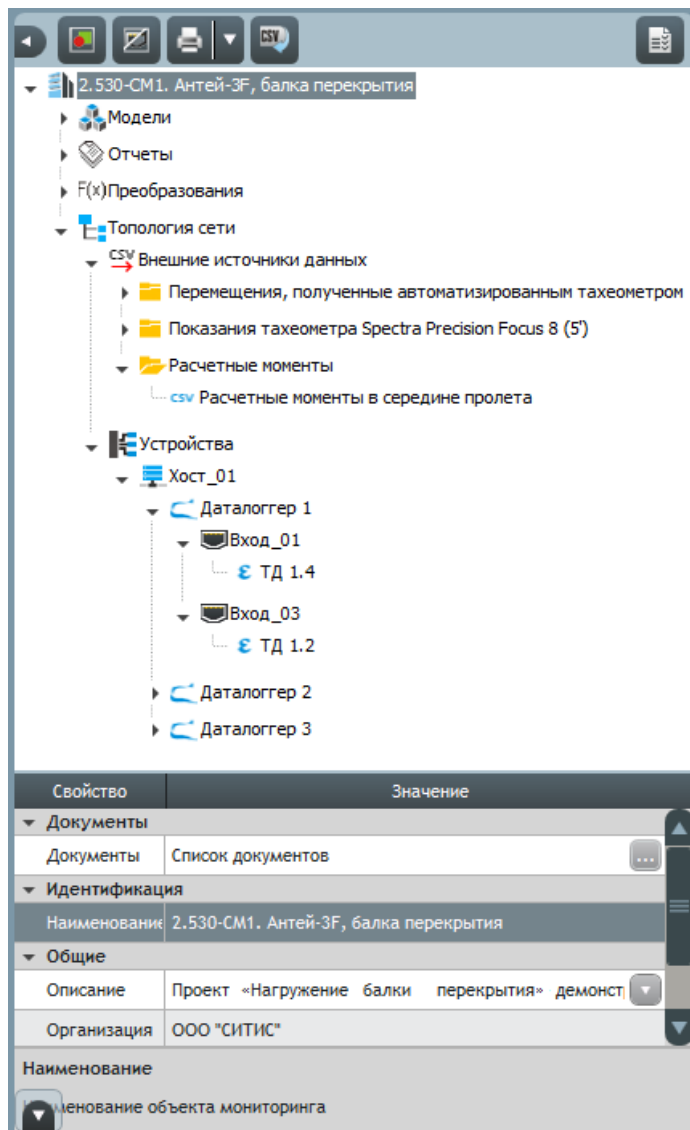 CSV
2.530-СМ1. Антей-3F, балка перекрытия
Модели
Отчеты
F(x) Преобразования
Топология сети
CSV Внешние источники данных
Перемещения, полученные автоматизированным тахеометром
Показания тахеометра Spectra Precision Focus 8 (5')
Расчетные моменты
csv Расчетные моменты в середине пролета
Устройства
Хост_01
Даталоггер 1
Вход_01
ε ТД 1.4
Вход_03
ε ТД 1.2
Даталоггер 2
Даталоггер 3
Свойство Значение
Документы
Документы Список документов ...
Идентификация
Наименование 2.530-СМ1. Антей-3F, балка перекрытия
Общие
Описание Проект «Нагружение балки перекрытия» демонст
Организация ООО "СИТИС"
Наименование
менование объекта мониторинга